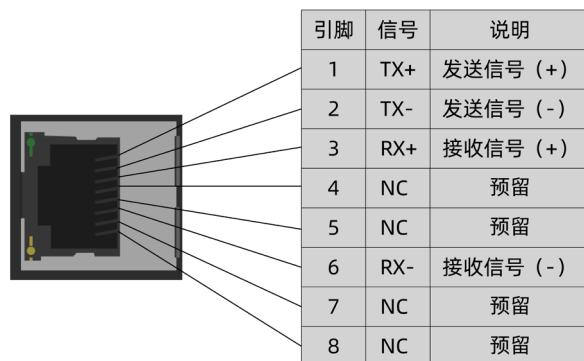 引脚 信号 说明
1 TX+ 发送信号（+）
2 TX- 发送信号（-）
3 RX+ 接收信号（+）
4 NC 预留
5 NC 预留
6 RX- 接收信号（-）
7 NC 预留
8 NC 预留